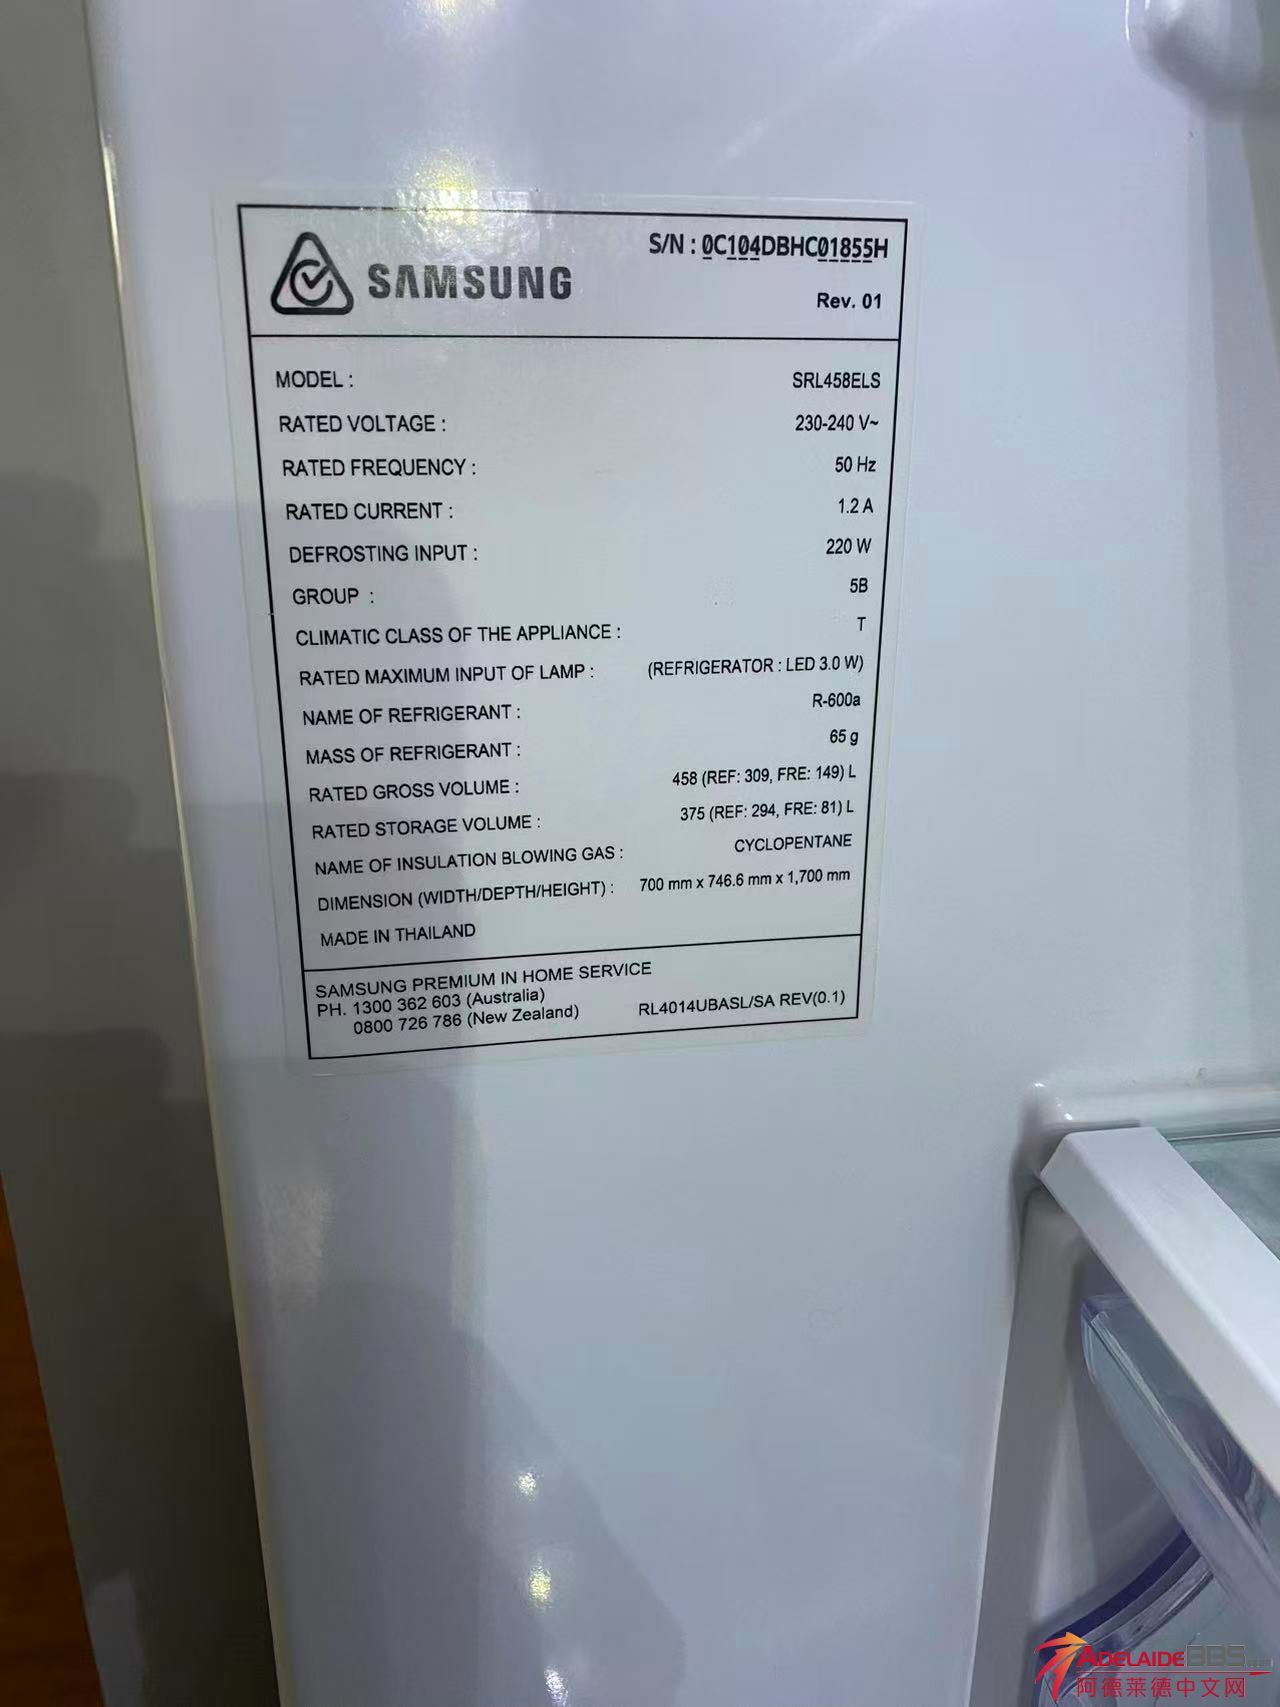 S/N : 0C104DBHC01855H
SAMSUNG
Rev. 01
MODEL : SRL458ELS
RATED VOLTAGE : 230-240 V~
RATED FREQUENCY : 50 Hz
RATED CURRENT : 1.2 A
DEFROSTING INPUT : 220 W
GROUP : 5B
CLIMATIC CLASS OF THE APPLIANCE : T
RATED MAXIMUM INPUT OF LAMP : (REFRIGERATOR : LED 3.0 W)
NAME OF REFRIGERANT : R-600a
MASS OF REFRIGERANT : 65 g
RATED GROSS VOLUME : 458 (REF: 309, FRE: 149) L
RATED STORAGE VOLUME : 375 (REF: 294, FRE: 81) L
NAME OF INSULATION BLOWING GAS : CYCLOPENTANE
DIMENSION (WIDTH/DEPTH/HEIGHT) : 700 mm x 746.6 mm x 1,700 mm
MADE IN THAILAND
SAMSUNG PREMIUM IN HOME SERVICE
PH. 1300 362 603 (Australia)
0800 726 786 (New Zealand) RL4014UBASL/SA REV(0.1)
ADELAIDEBBS
阿德莱德中文网